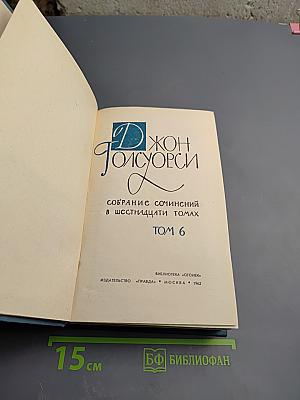 ДЖОН
ГОЛСУОРСИ
СОБРАНИЕ СОЧИНЕНИЙ
В ШЕСТНАДЦАТИ ТОМАХ
ТОМ 6
БИБЛИОТЕКА «ОГОНЕК»
ИЗДАТЕЛЬСТВО «ПРАВДА» • МОСКВА • 1962
15 СМ
БФ БИБЛИОФАН